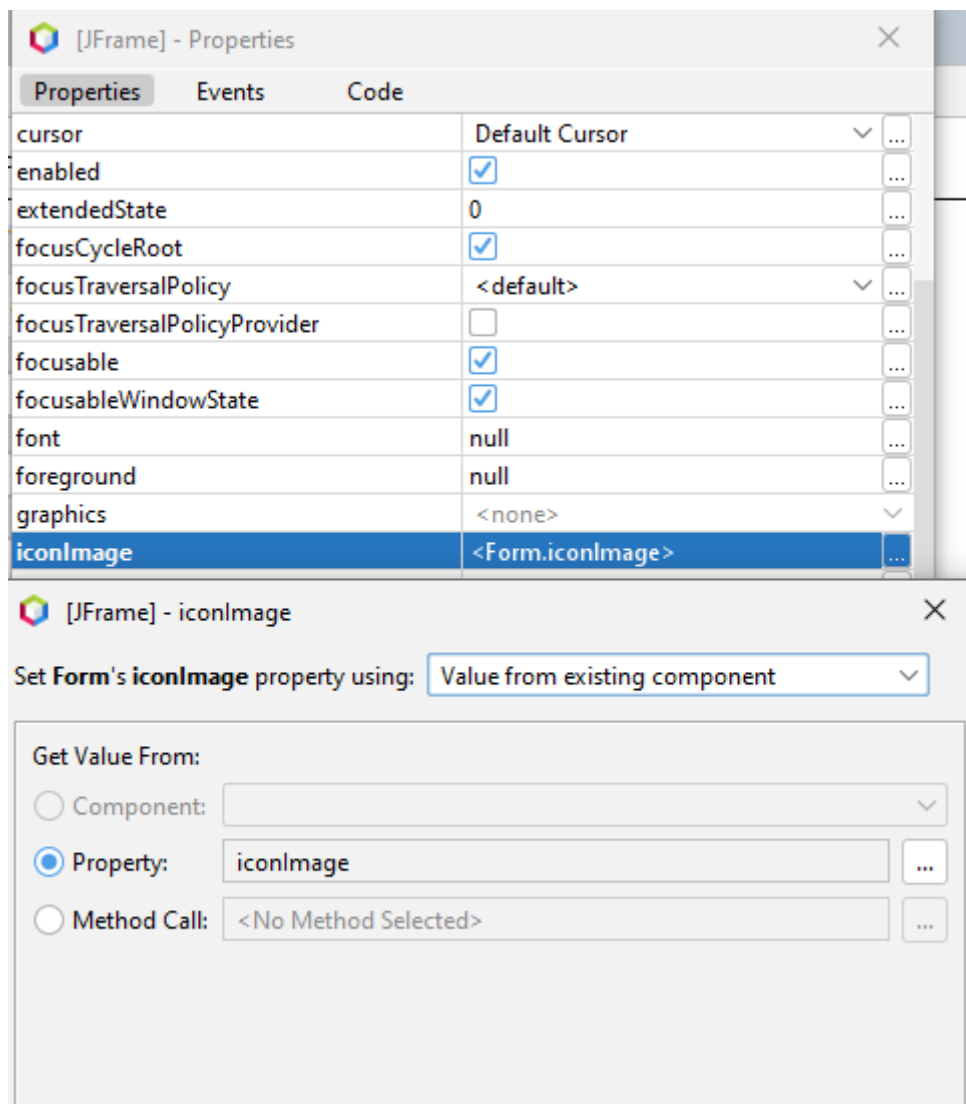 [JFrame] - Properties
Properties Events Code
cursor Default Cursor ...
enabled ...
extendedState 0 ...
focusCycleRoot ...
focusTraversalPolicy <default> ...
focusTraversalPolicyProvider ...
focusable ...
focusableWindowState ...
font null ...
foreground null ...
graphics <none>
iconImage <Form.iconImage> ...
[JFrame] - iconImage
Set Form's iconImage property using: Value from existing component
Get Value From:
Component:
Property: iconImage ...
Method Call: <No Method Selected> ...